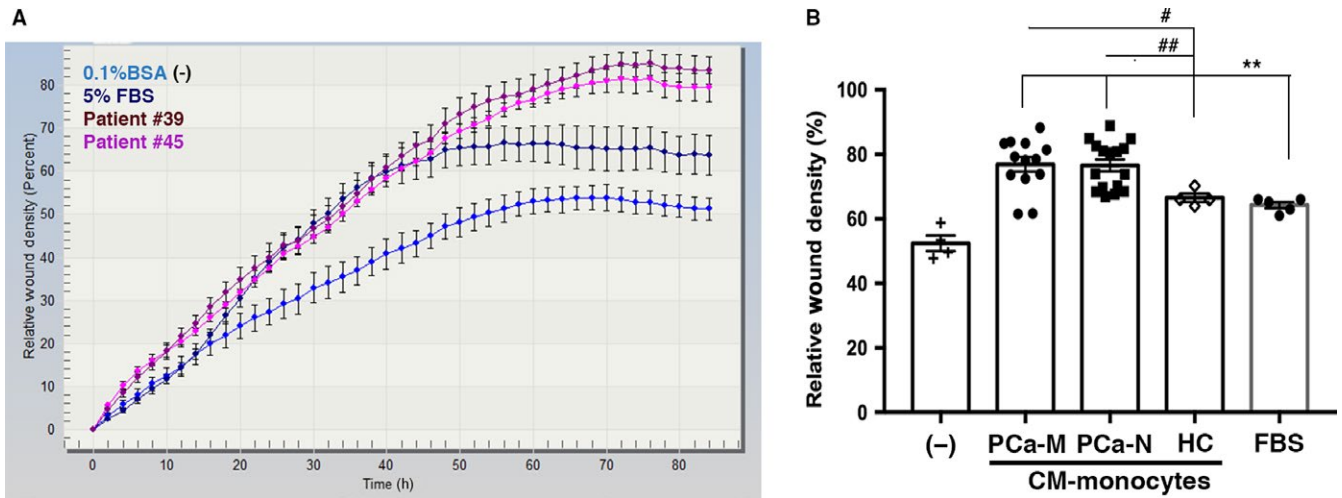 A
Relative wound density (Percent)
80
70
60
50
40
30
20
10
0
0.1%BSA (-)
5% FBS
Patient #39
Patient #45
0 10 20 30 40 50 60 70 80
Time (h)
B
#
##
**
Relative wound density (%)
100
80
60
40
20
0
(–) PCa-M PCa-N HC FBS
CM-monocytes